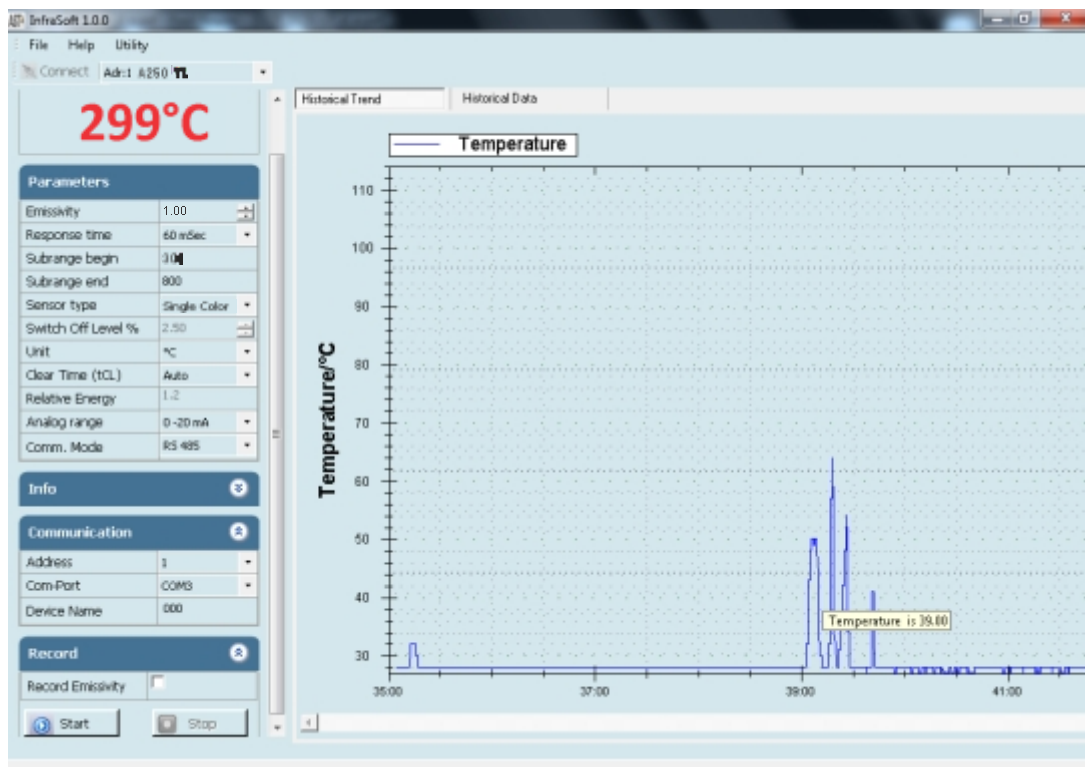 InfraSoft 1.0.0
File Help Utility
Connect Adr:1 A250 TL
299°C
Parameters
Emissivity 1.00
Response time 60 mSec
Subrange begin 30
Subrange end 800
Sensor type Single Color
Switch Off Level % 2.50
Unit °C
Clear Time (tCL) Auto
Relative Energy 1.2
Analog range 0-20 mA
Comm. Mode RS 485
Info
Communication
Address 1
Com-Port COM3
Device Name 000
Record
Record Emissivity
Start Stop
Historical Trend Historical Data
Temperature
Temperature/°C
110
100
90
80
70
60
50
40
30
Temperature is 39.00
35:00 37:00 39:00 41:00